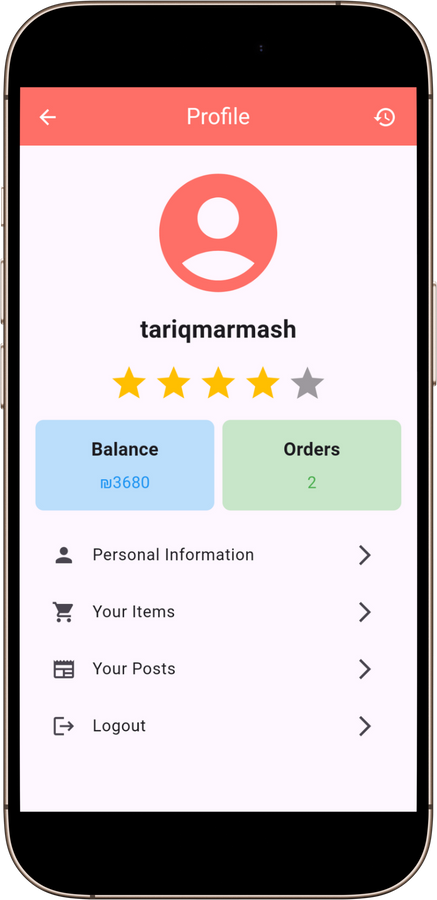 Profile
tariqmarmash
Balance
₪3680
Orders
2
Personal Information
Your Items
Your Posts
Logout